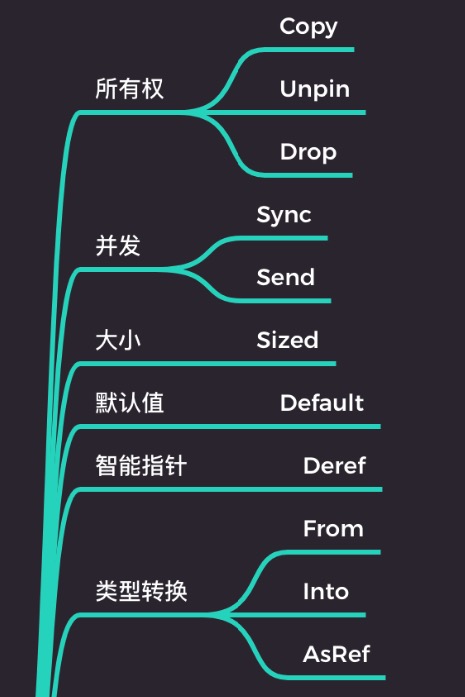 所有权
Copy
Unpin
Drop
并发
Sync
Send
大小
Sized
默认值
Default
智能指针
Deref
类型转换
From
Into
AsRef